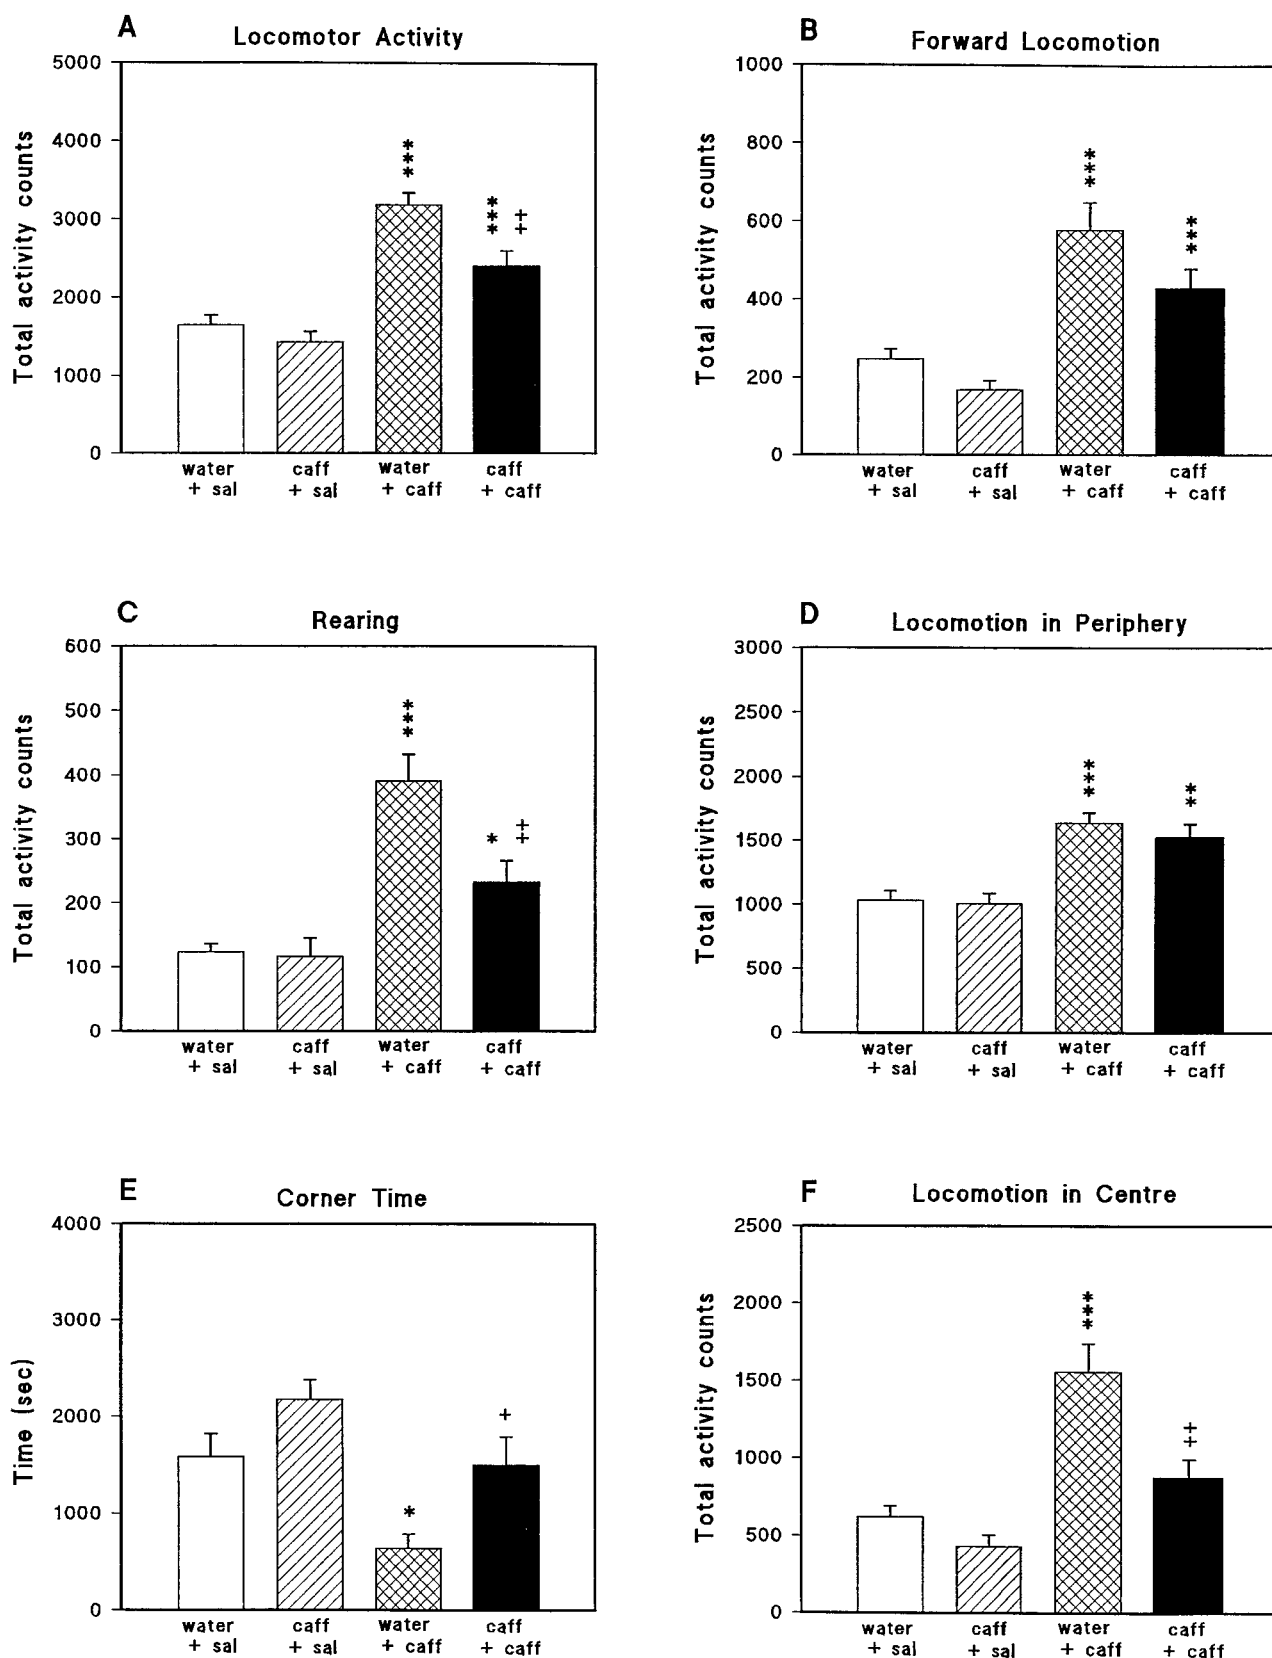 A
Locomotor Activity
Total activity counts
5000
4000
3000
2000
1000
0
***
***
++
water
+ sal
caff
+ sal
water
+ caff
caff
+ caff
B
Forward Locomotion
Total activity counts
1000
800
600
400
200
0
***
***
water
+ sal
caff
+ sal
water
+ caff
caff
+ caff
C
Rearing
Total activity counts
600
500
400
300
200
100
0
***
*
++
water
+ sal
caff
+ sal
water
+ caff
caff
+ caff
D
Locomotion in Periphery
Total activity counts
3000
2500
2000
1500
1000
500
0
***
**
water
+ sal
caff
+ sal
water
+ caff
caff
+ caff
E
Corner Time
Time (sec)
4000
3000
2000
1000
0
*
+
water
+ sal
caff
+ sal
water
+ caff
caff
+ caff
F
Locomotion in Centre
Total activity counts
2500
2000
1500
1000
500
0
***
++
water
+ sal
caff
+ sal
water
+ caff
caff
+ caff